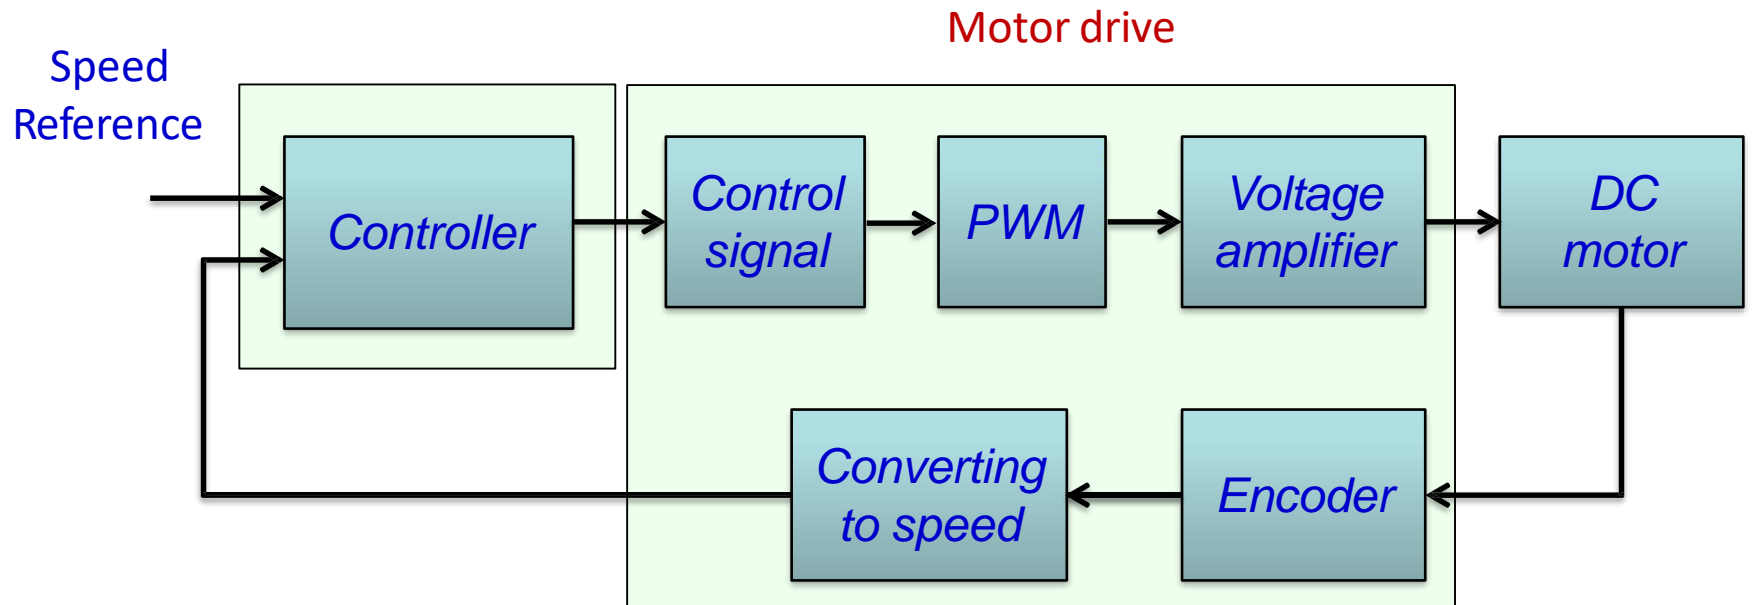 Motor drive
Speed
Reference
Controller
Control
signal
PWM
Voltage
amplifier
DC
motor
Converting
to speed
Encoder